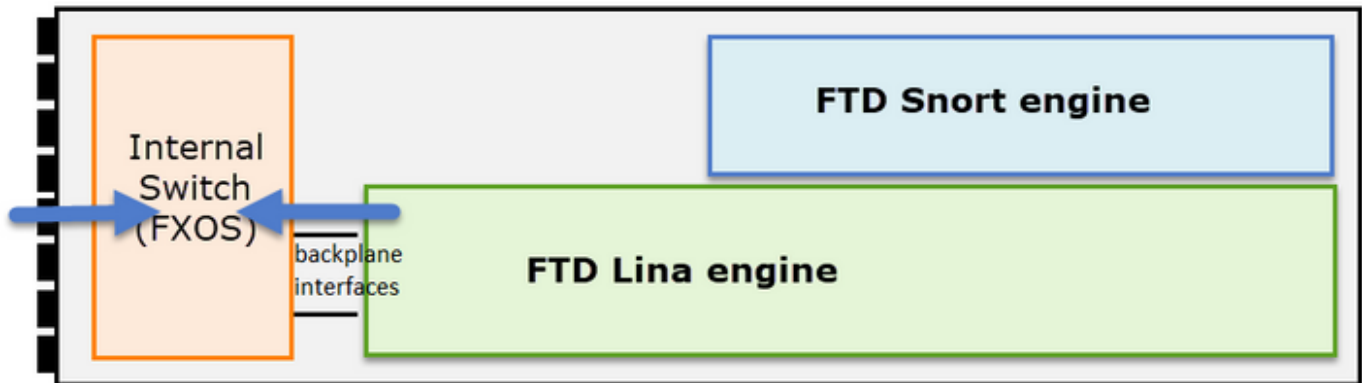 Internal
Switch
(FXOS)
backplane
interfaces
FTD Snort engine
FTD Lina engine